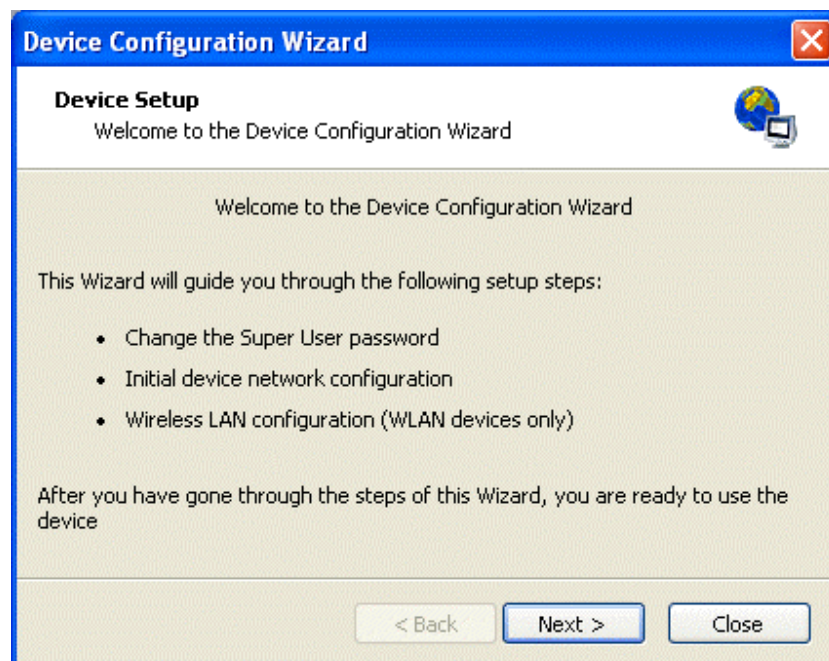 Device Configuration Wizard
Device Setup
Welcome to the Device Configuration Wizard
Welcome to the Device Configuration Wizard
This Wizard will guide you through the following setup steps:
• Change the Super User password
• Initial device network configuration
• Wireless LAN configuration (WLAN devices only)
After you have gone through the steps of this Wizard, you are ready to use the
device
< Back
Next >
Close